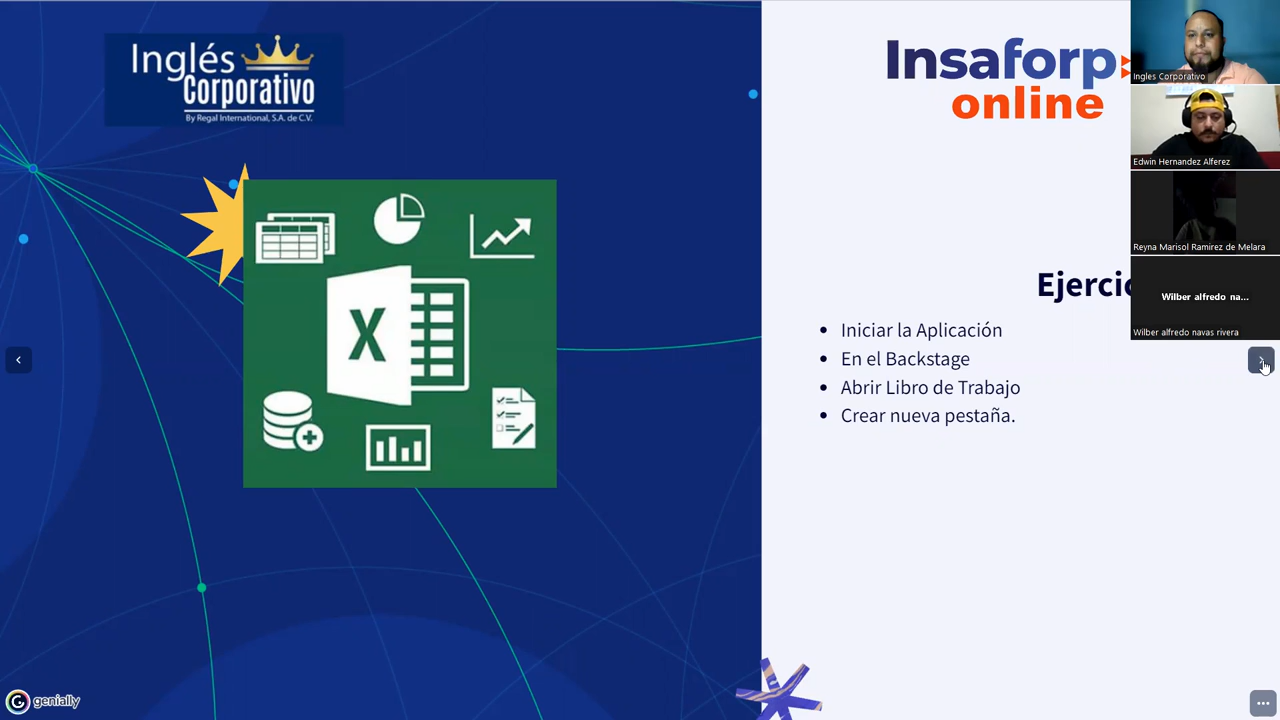 Inglés
Corporativo
By Regal International, S.A. de C.V.
Insaforp
online
Ingles Corporativo
Edwin Hernandez Alferez
Reyna Marisol Ramirez de Melara
Wilber alfredo na...
Wilber alfredo navas rivera
Iniciar la Aplicación
En el Backstage
Abrir Libro de Trabajo
Crear nueva pestaña.
X
genially